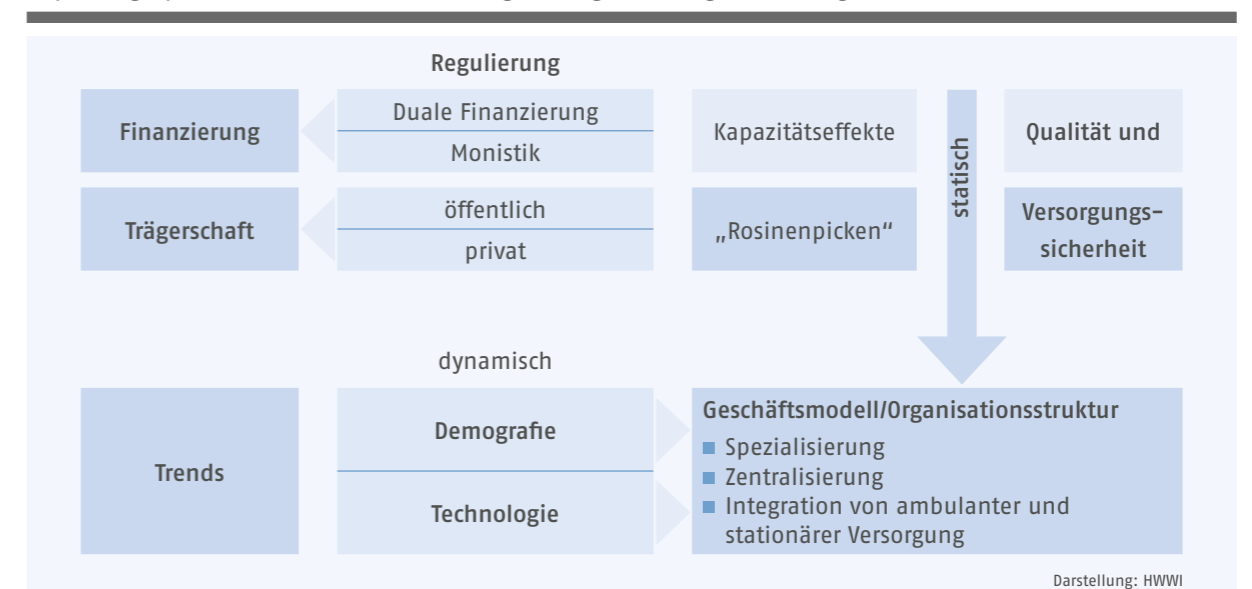 Regulierung
Finanzierung
Duale Finanzierung
Monistik
Kapazitätseffekte
statisch
Qualität und
Trägerschaft
öffentlich
privat
„Rosinenpicken“
Versorgungs-
sicherheit
dynamisch
Trends
Demografie
Technologie
Geschäftsmodell/Organisationsstruktur
■ Spezialisierung
■ Zentralisierung
■ Integration von ambulanter und
stationärer Versorgung
Darstellung: HWWI